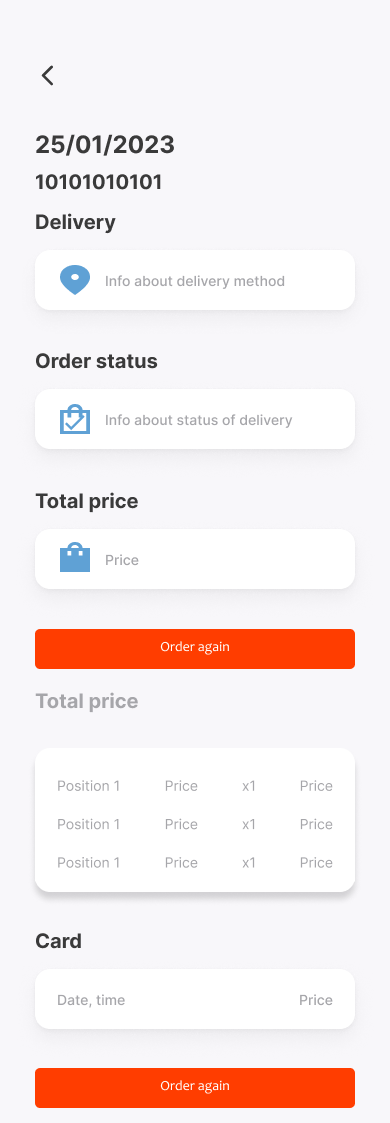 25/01/2023
10101010101
Delivery
Info about delivery method
Order status
Info about status of delivery
Total price
Price
Order again
Total price
Position 1 Price x1 Price
Position 1 Price x1 Price
Position 1 Price x1 Price
Card
Date, time Price
Order again